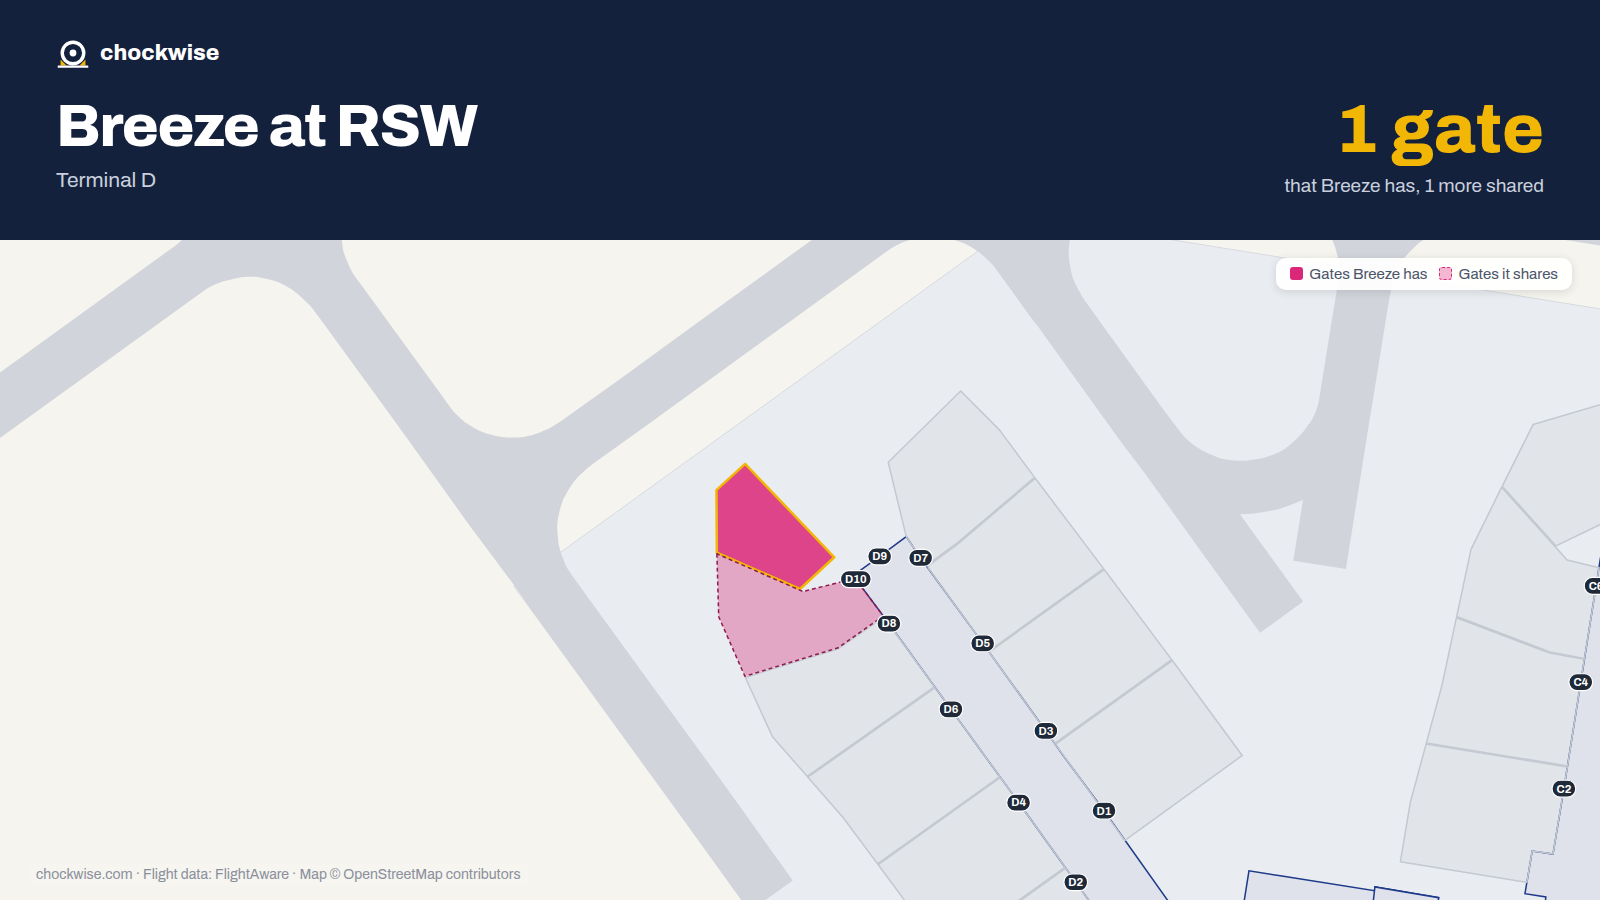 chockwise
Breeze at RSW
Terminal D
1 gate
that Breeze has, 1 more shared
Gates Breeze has
Gates it shares
D9
D7
D10
D8
D5
D6
D3
D4
D1
D2
C4
C2
chockwise.com · Flight data: FlightAware · Map © OpenStreetMap contributors